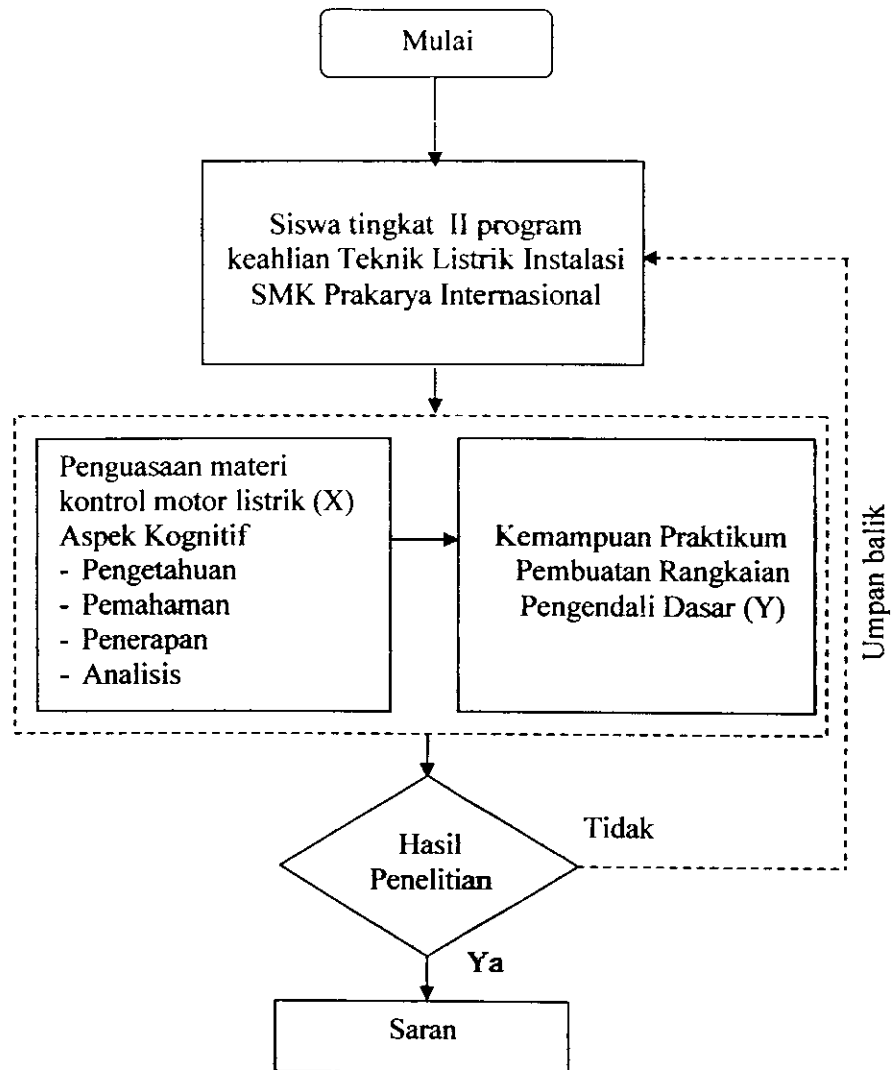 Mulai
Siswa tingkat II program
keahlian Teknik Listrik Instalasi
SMK Prakarya Internasional
Penguasaan materi
kontrol motor listrik (X)
Aspek Kognitif
- Pengetahuan
- Pemahaman
- Penerapan
- Analisis
Kemampuan Praktikum
Pembuatan Rangkaian
Pengendali Dasar (Y)
Umpan balik
Hasil
Penelitian
Tidak
Ya
Saran